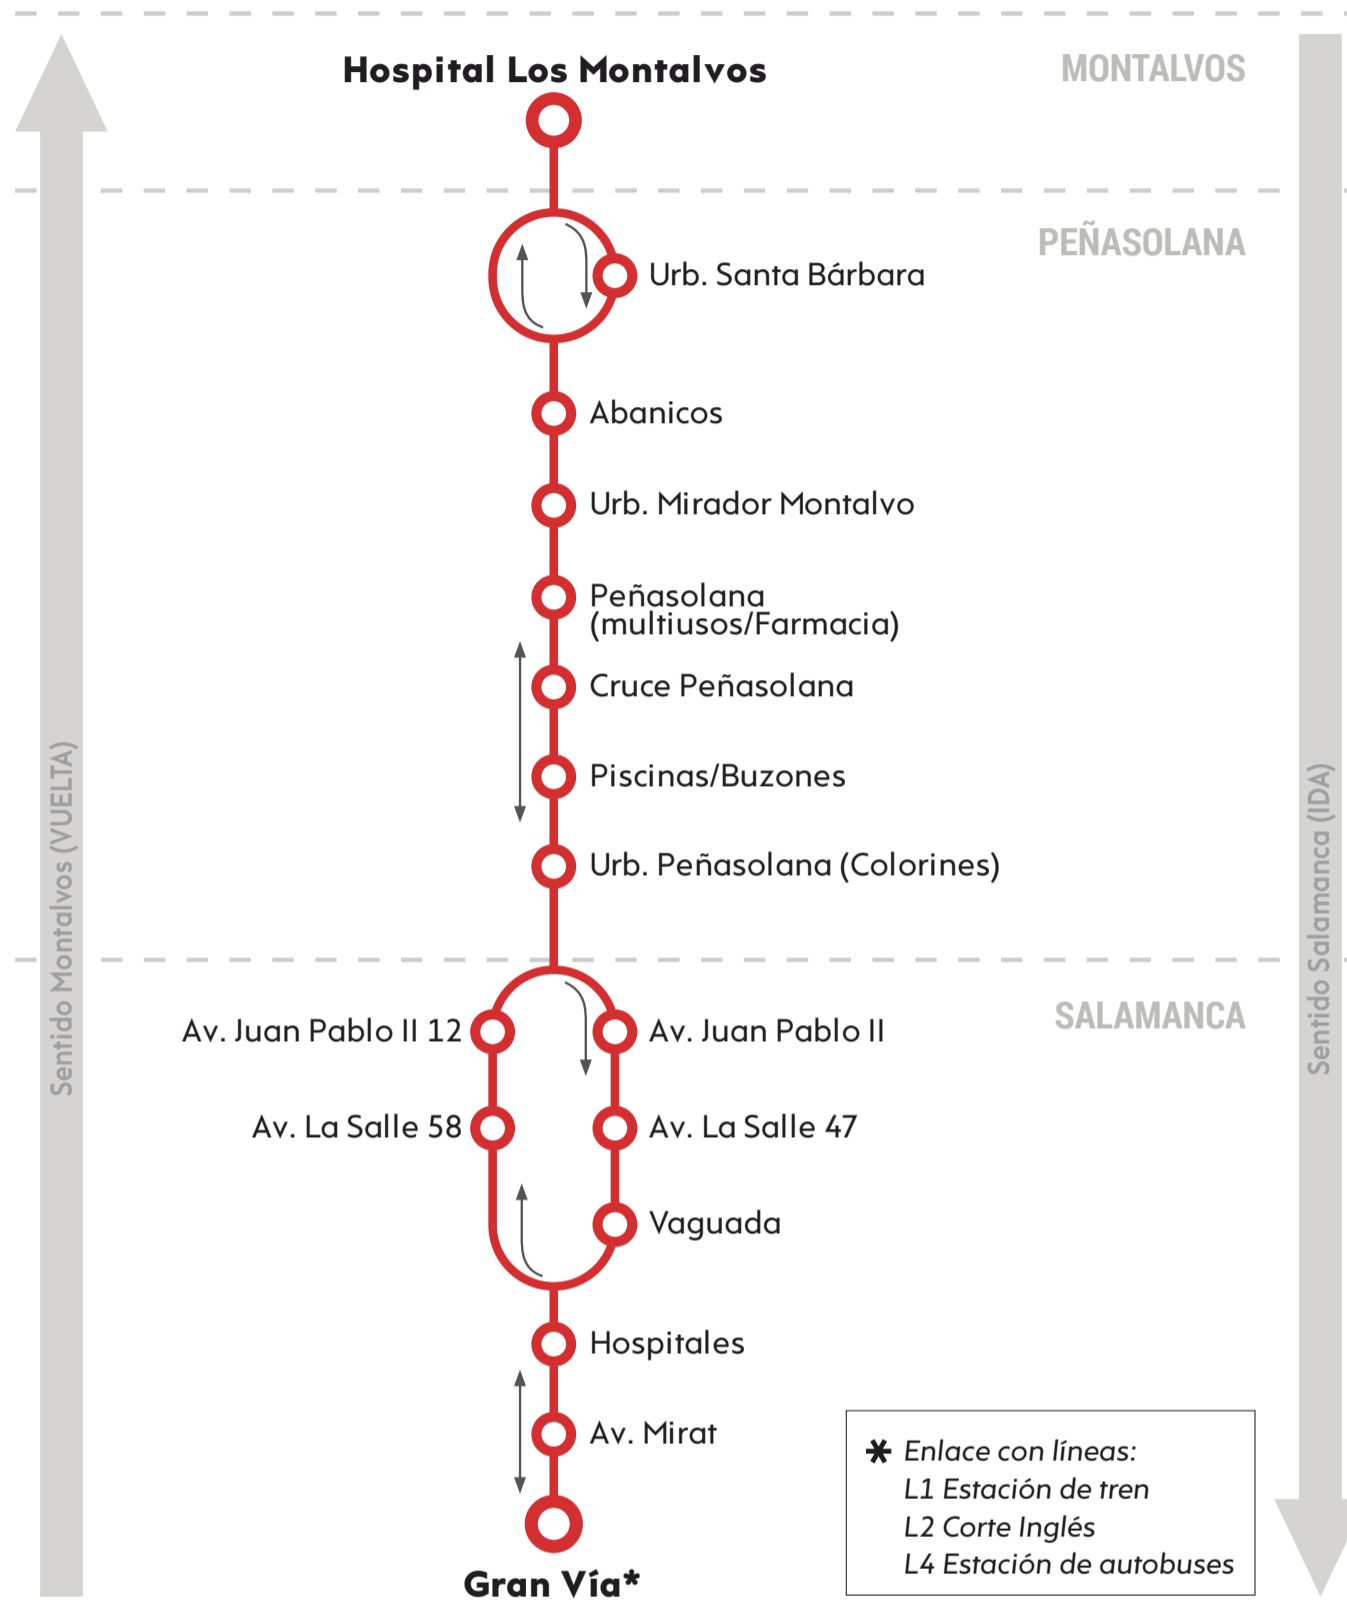 Hospital Los Montalvos
MONTALVOS
PEÑASOLANA
Urb. Santa Bárbara
Abanicos
Urb. Mirador Montalvo
Peñasolana
(multiusos/Farmacia)
Cruce Peñasolana
Piscinas/Buzones
Urb. Peñasolana (Colorines)
Sentido Montalvos (VUELTA)
Sentido Salamanca (IDA)
SALAMANCA
Av. Juan Pablo II 12
Av. Juan Pablo II
Av. La Salle 58
Av. La Salle 47
Vaguada
Hospitales
Av. Mirat
Gran Vía*
* Enlace con líneas:
L1 Estación de tren
L2 Corte Inglés
L4 Estación de autobuses